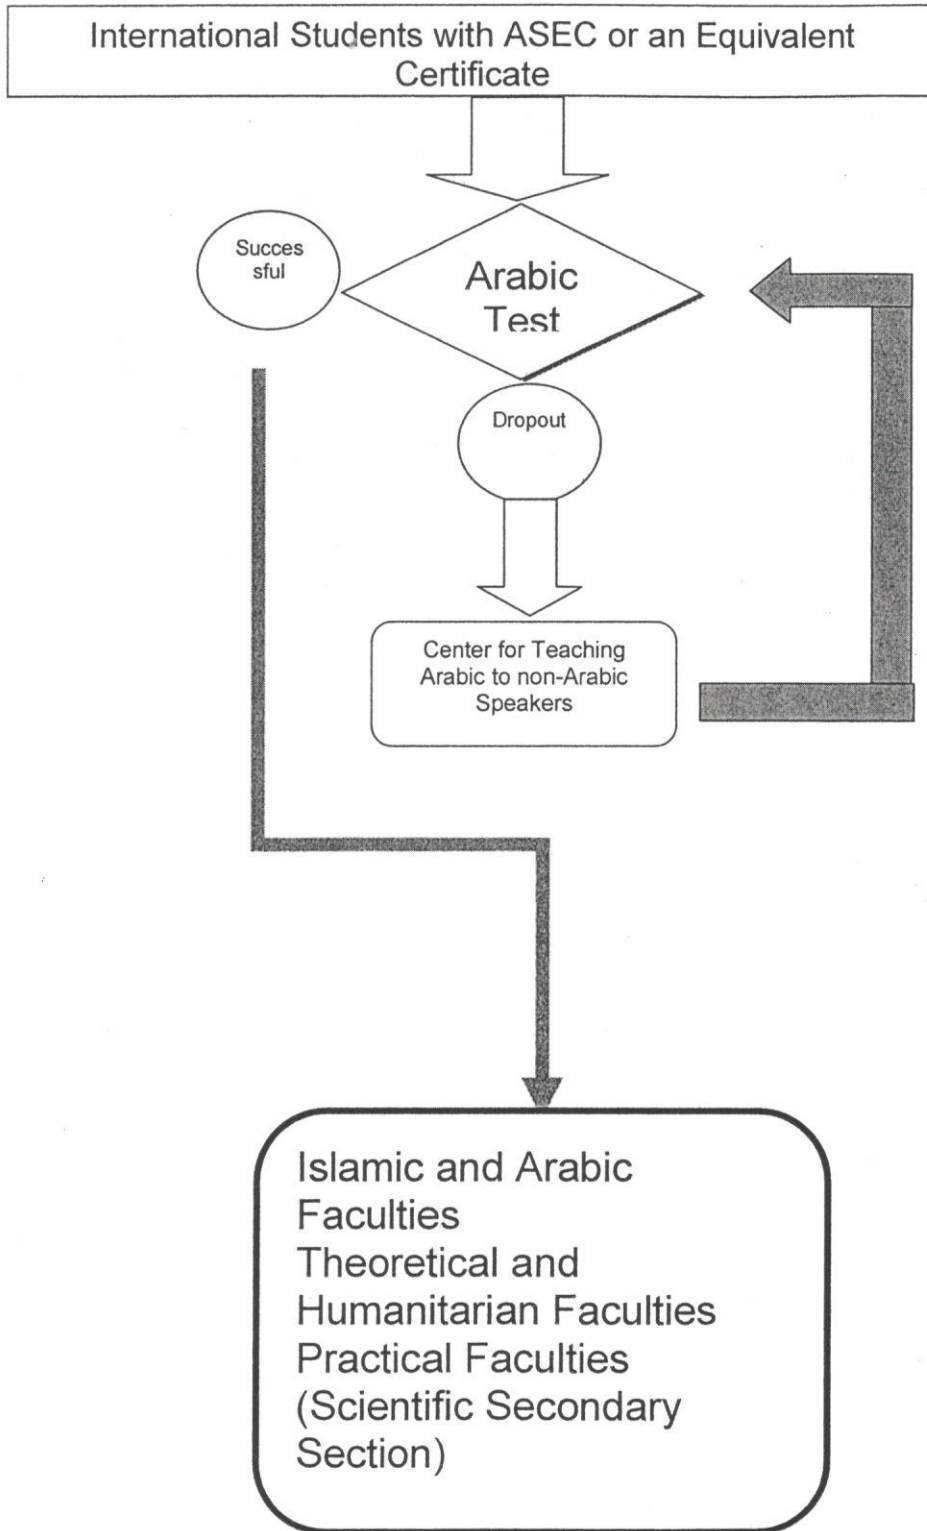 International Students with ASEC or an Equivalent
Certificate
Succes
sful
Arabic
Test
Dropout
Center for Teaching
Arabic to non-Arabic
Speakers
Islamic and Arabic
Faculties
Theoretical and
Humanitarian Faculties
Practical Faculties
(Scientific Secondary
Section)